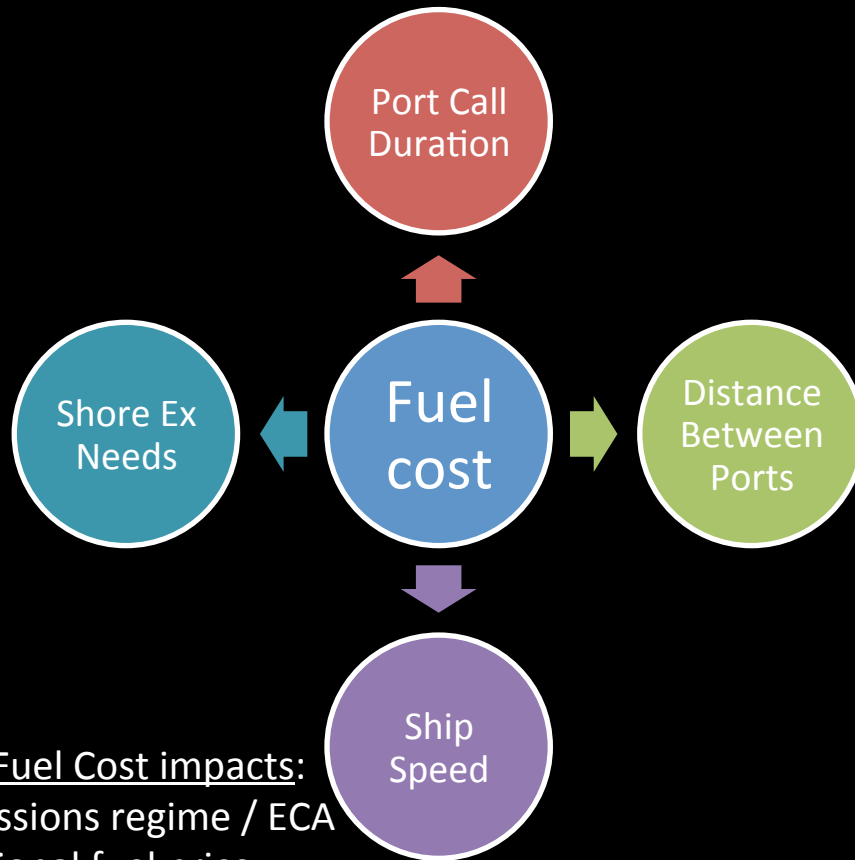 Port Call
Duration
Shore Ex
Needs
Fuel
cost
Distance
Between
Ports
Ship
Speed
Fuel Cost impacts:
ssions regime / ECA